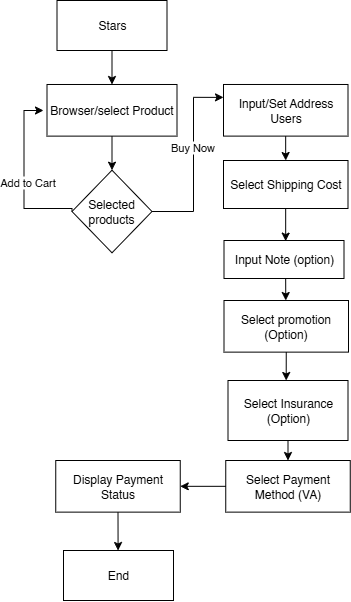 Stars
Browser/select Product
Add to Cart
Selected
products
Buy Now
Input/Set Address
Users
Select Shipping Cost
Input Note (option)
Select promotion
(Option)
Select Insurance
(Option)
Select Payment
Method (VA)
Display Payment
Status
End